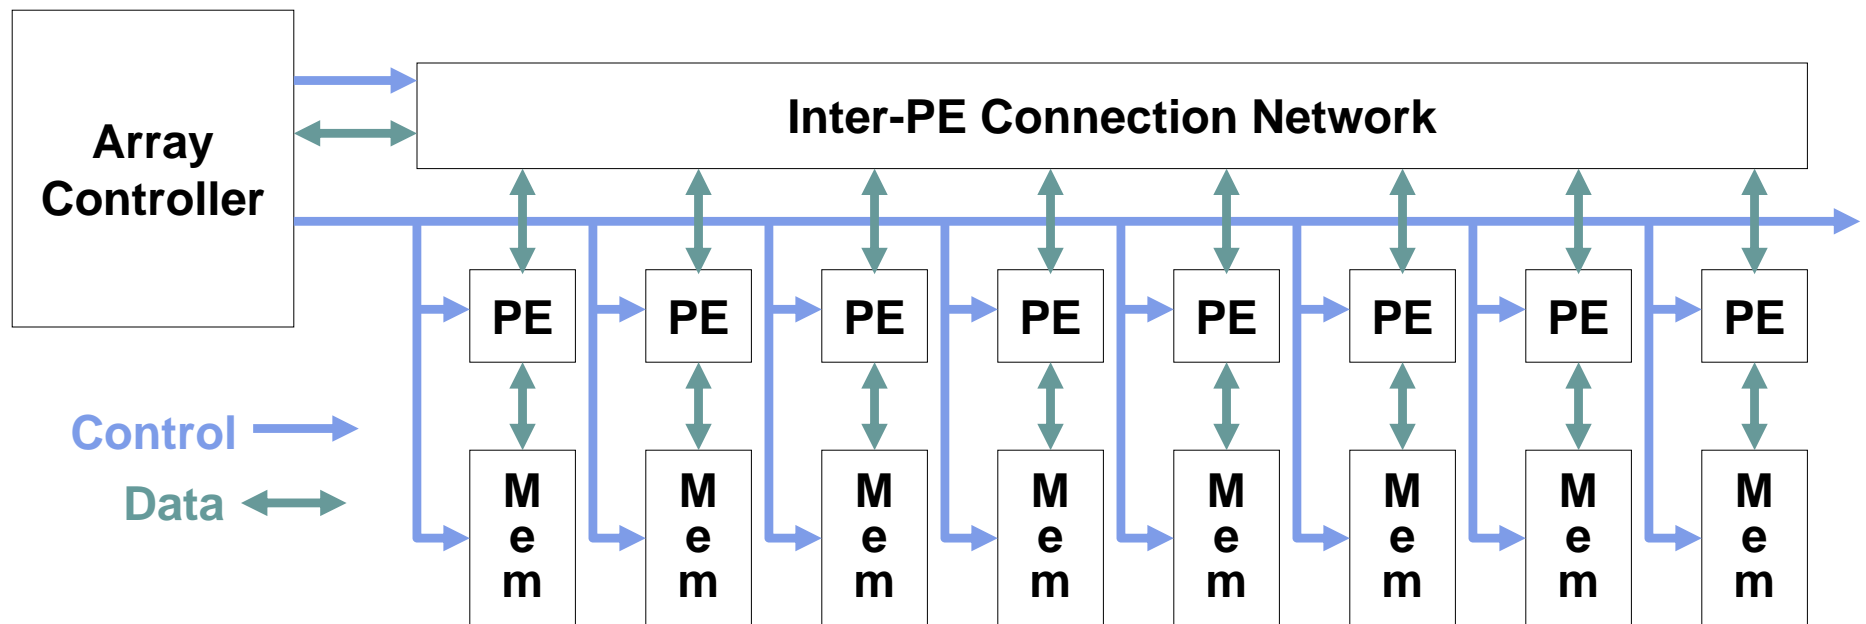 Array
Controller
Inter-PE Connection Network
PE PE PE PE PE PE PE PE
Control
Data
M M M M M M M M
e e e e e e e e
m m m m m m m m